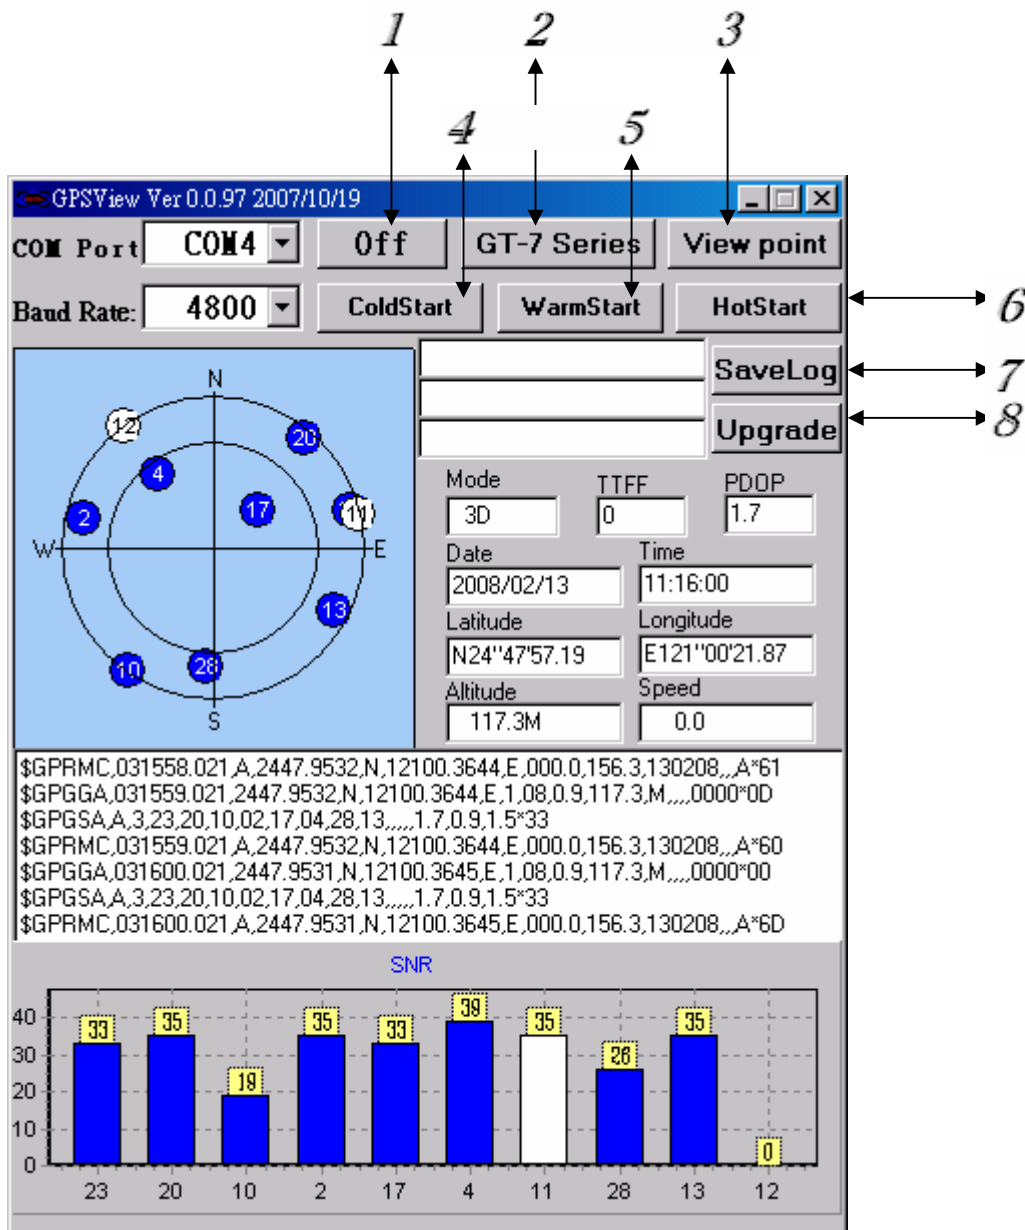 1 2 3
4 5
GPSView Ver 0.0.97 2007/10/19
COM Port COM4 Off GT-7 Series View point
Baud Rate: 4800 ColdStart WarmStart HotStart 6
SaveLog 7
Upgrade 8
N
12 20
4
2 17 11
W E
13
10 28
S
Mode TTFF PDOP
3D 0 1.7
Date Time
2008/02/13 11:16:00
Latitude Longitude
N24"47'57.19 E121"00'21.87
Altitude Speed
117.3M 0.0
$GPRMC,031558.021,A,2447.9532,N,12100.3644,E,000.0,156.3,130208,,,A*61
$GPGGA,031559.021,2447.9532,N,12100.3644,E,1,08,0.9,117.3,M,,,,0000*0D
$GPGSA,A,3,23,20,10,02,17,04,28,13,,,,,1.7,0.9,1.5*33
$GPRMC,031559.021,A,2447.9532,N,12100.3644,E,000.0,156.3,130208,,,A*60
$GPGGA,031600.021,2447.9531,N,12100.3645,E,1,08,0.9,117.3,M,,,,0000*00
$GPGSA,A,3,23,20,10,02,17,04,28,13,,,,,1.7,0.9,1.5*33
$GPRMC,031600.021,A,2447.9531,N,12100.3645,E,000.0,156.3,130208,,,A*6D
SNR
40 33 35 35 33 39 35 35
30 26
20 19
10
0 0
23 20 10 2 17 4 11 28 13 12